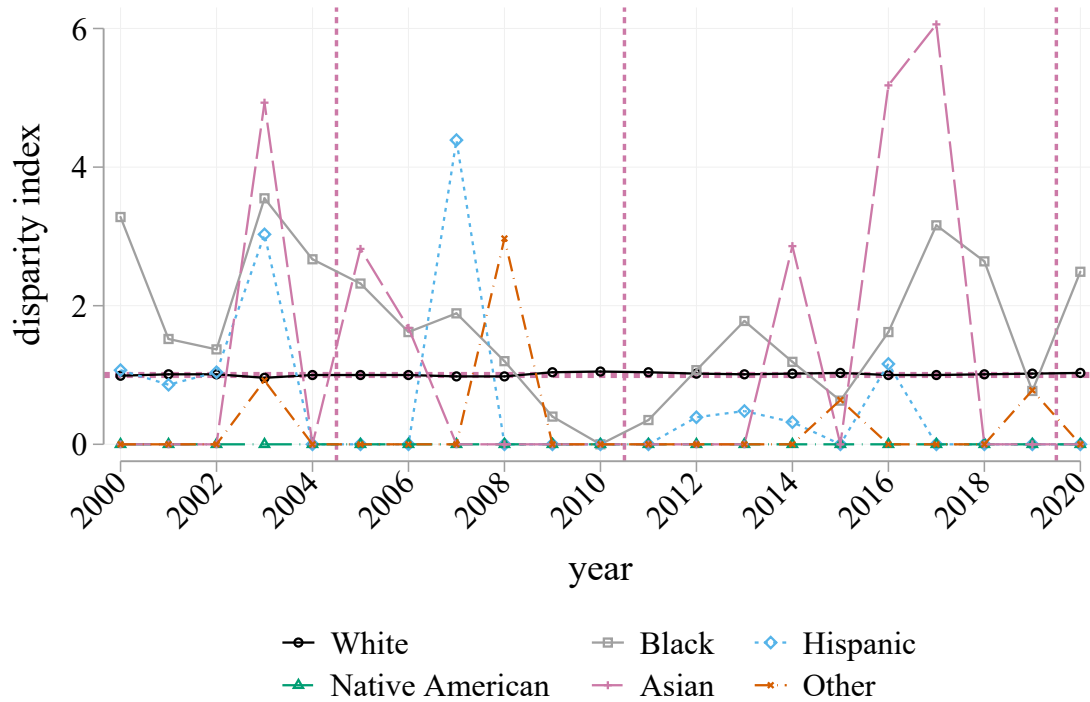 disparity index
6
4
2
0
2000 2002 2004 2006 2008 2010 2012 2014 2016 2018 2020
year
White Black Hispanic
Native American Asian Other